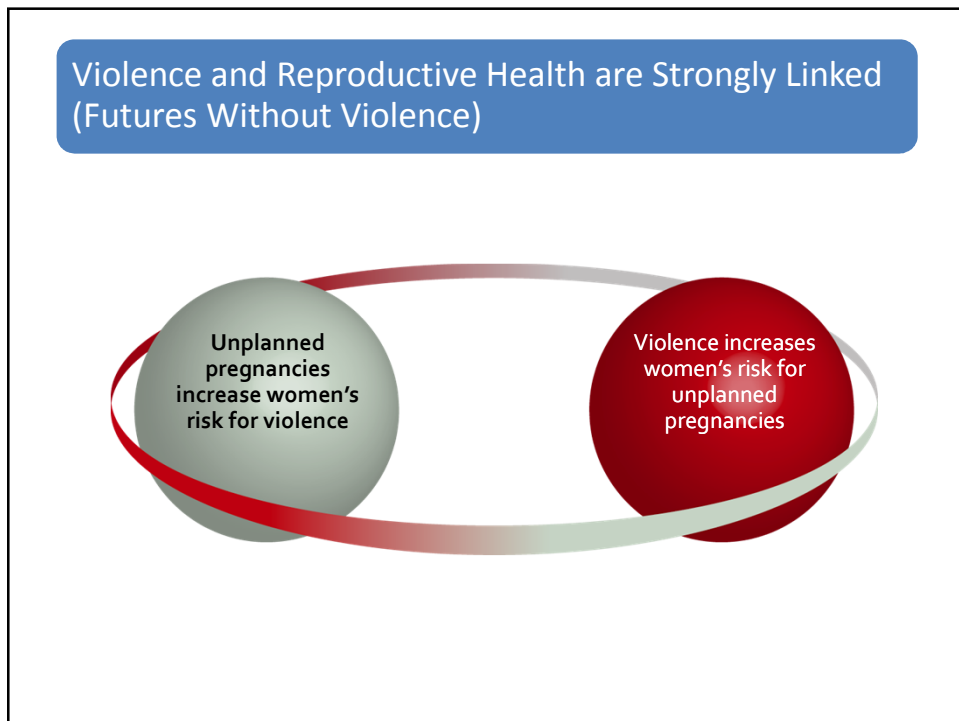 Violence and Reproductive Health are Strongly Linked
(Futures Without Violence)
Unplanned
pregnancies
increase women’s
risk for violence
Violence increases
women’s risk for
unplanned
pregnancies